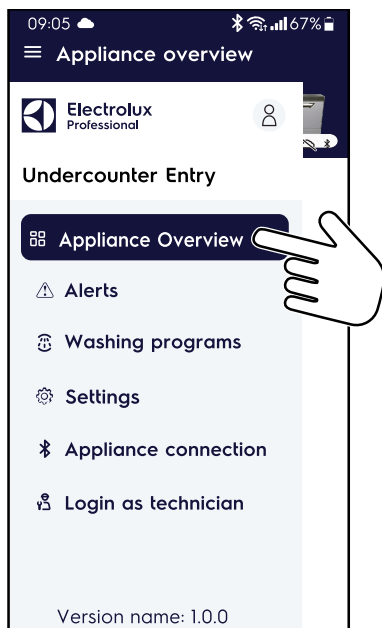 09:05 67%
Appliance overview
Electrolux
Professional
Undercounter Entry
Appliance Overview
Alerts
Washing programs
Settings
Appliance connection
Login as technician
Version name: 1.0.0